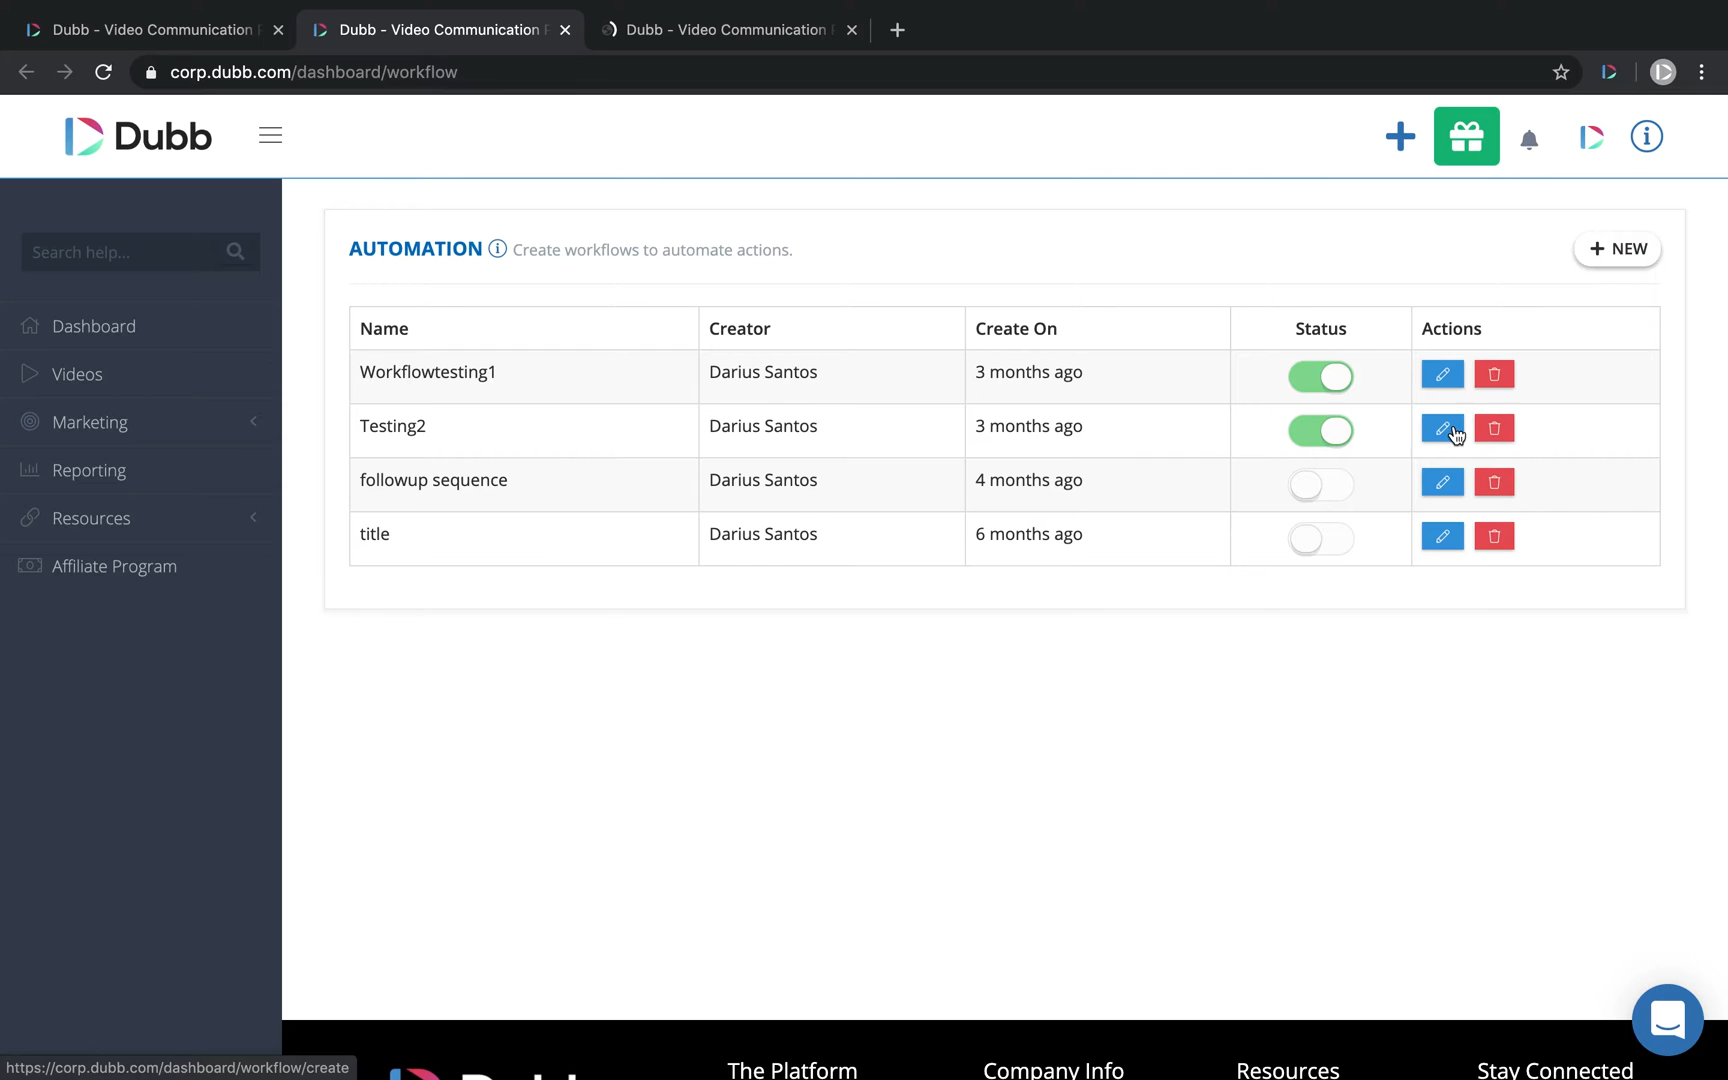 Dubb - Video Communication
Dubb - Video Communication
Dubb - Video Communication
corp.dubb.com/dashboard/workflow
Dubb
Search help...
Dashboard
Videos
Marketing
Reporting
Resources
Affiliate Program
AUTOMATION Create workflows to automate actions.
+ NEW
Name Creator Create On Status Actions
Workflowtesting1 Darius Santos 3 months ago
Testing2 Darius Santos 3 months ago
followup sequence Darius Santos 4 months ago
title Darius Santos 6 months ago
https://corp.dubb.com/dashboard/workflow/create
The Platform Company Info Resources Stay Connected